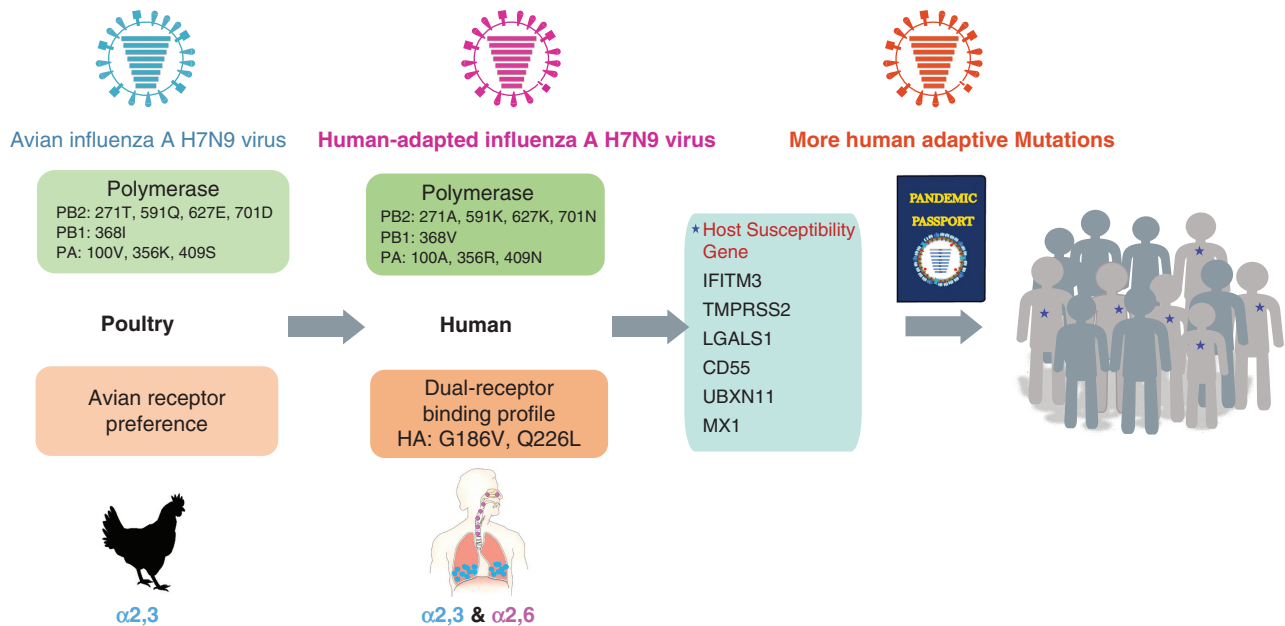 Avian influenza A H7N9 virus
Polymerase
PB2: 271T, 591Q, 627E, 701D
PB1: 368I
PA: 100V, 356K, 409S
Poultry
Avian receptor
preference
α2,3
Human-adapted influenza A H7N9 virus
Polymerase
PB2: 271A, 591K, 627K, 701N
PB1: 368V
PA: 100A, 356R, 409N
Human
Dual-receptor
binding profile
HA: G186V, Q226L
α2,3 & α2,6
★Host Susceptibility
Gene
IFITM3
TMPRSS2
LGALS1
CD55
UBXN11
MX1
More human adaptive Mutations
PANDEMIC
PASSPORT